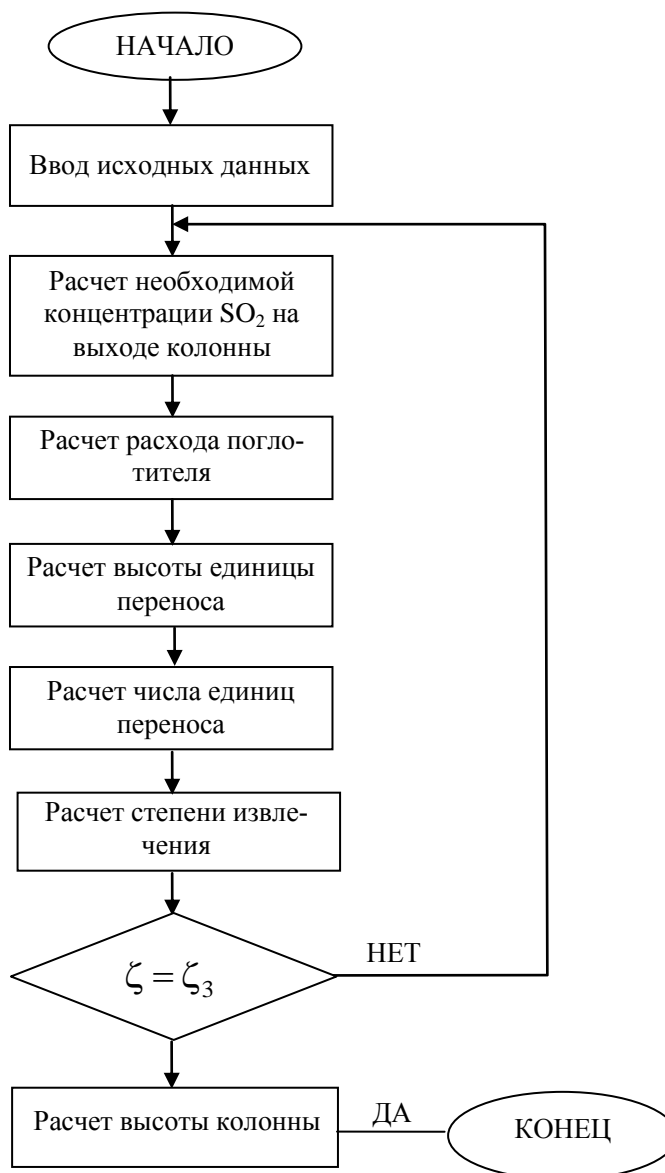 НАЧАЛО
Ввод исходных данных
Расчет необходимой
концентрации SO₂ на
выходе колонны
Расчет расхода погло-
тителя
Расчет высоты единицы
переноса
Расчет числа единиц
переноса
Расчет степени извле-
чения
ζ = ζ₃
НЕТ
Расчет высоты колонны
ДА
КОНЕЦ